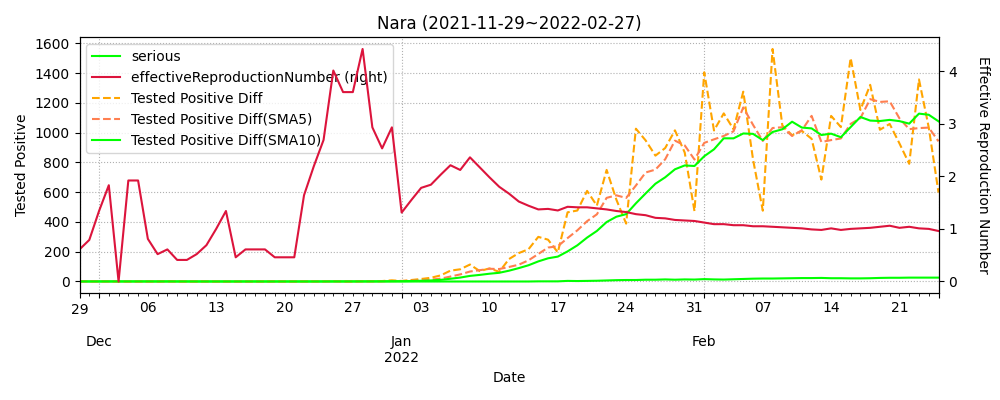 Nara (2021-11-29~2022-02-27)
serious
effectiveReproductionNumber (right)
Tested Positive Diff
Tested Positive Diff(SMA5)
Tested Positive Diff(SMA10)
Tested Positive
1600
1400
1200
1000
800
600
400
200
0
Effective Reproduction Number
4
3
2
1
0
29 06 13 20 27 03 10 17 24 31 07 14 21
Dec Jan Feb
2022
Date